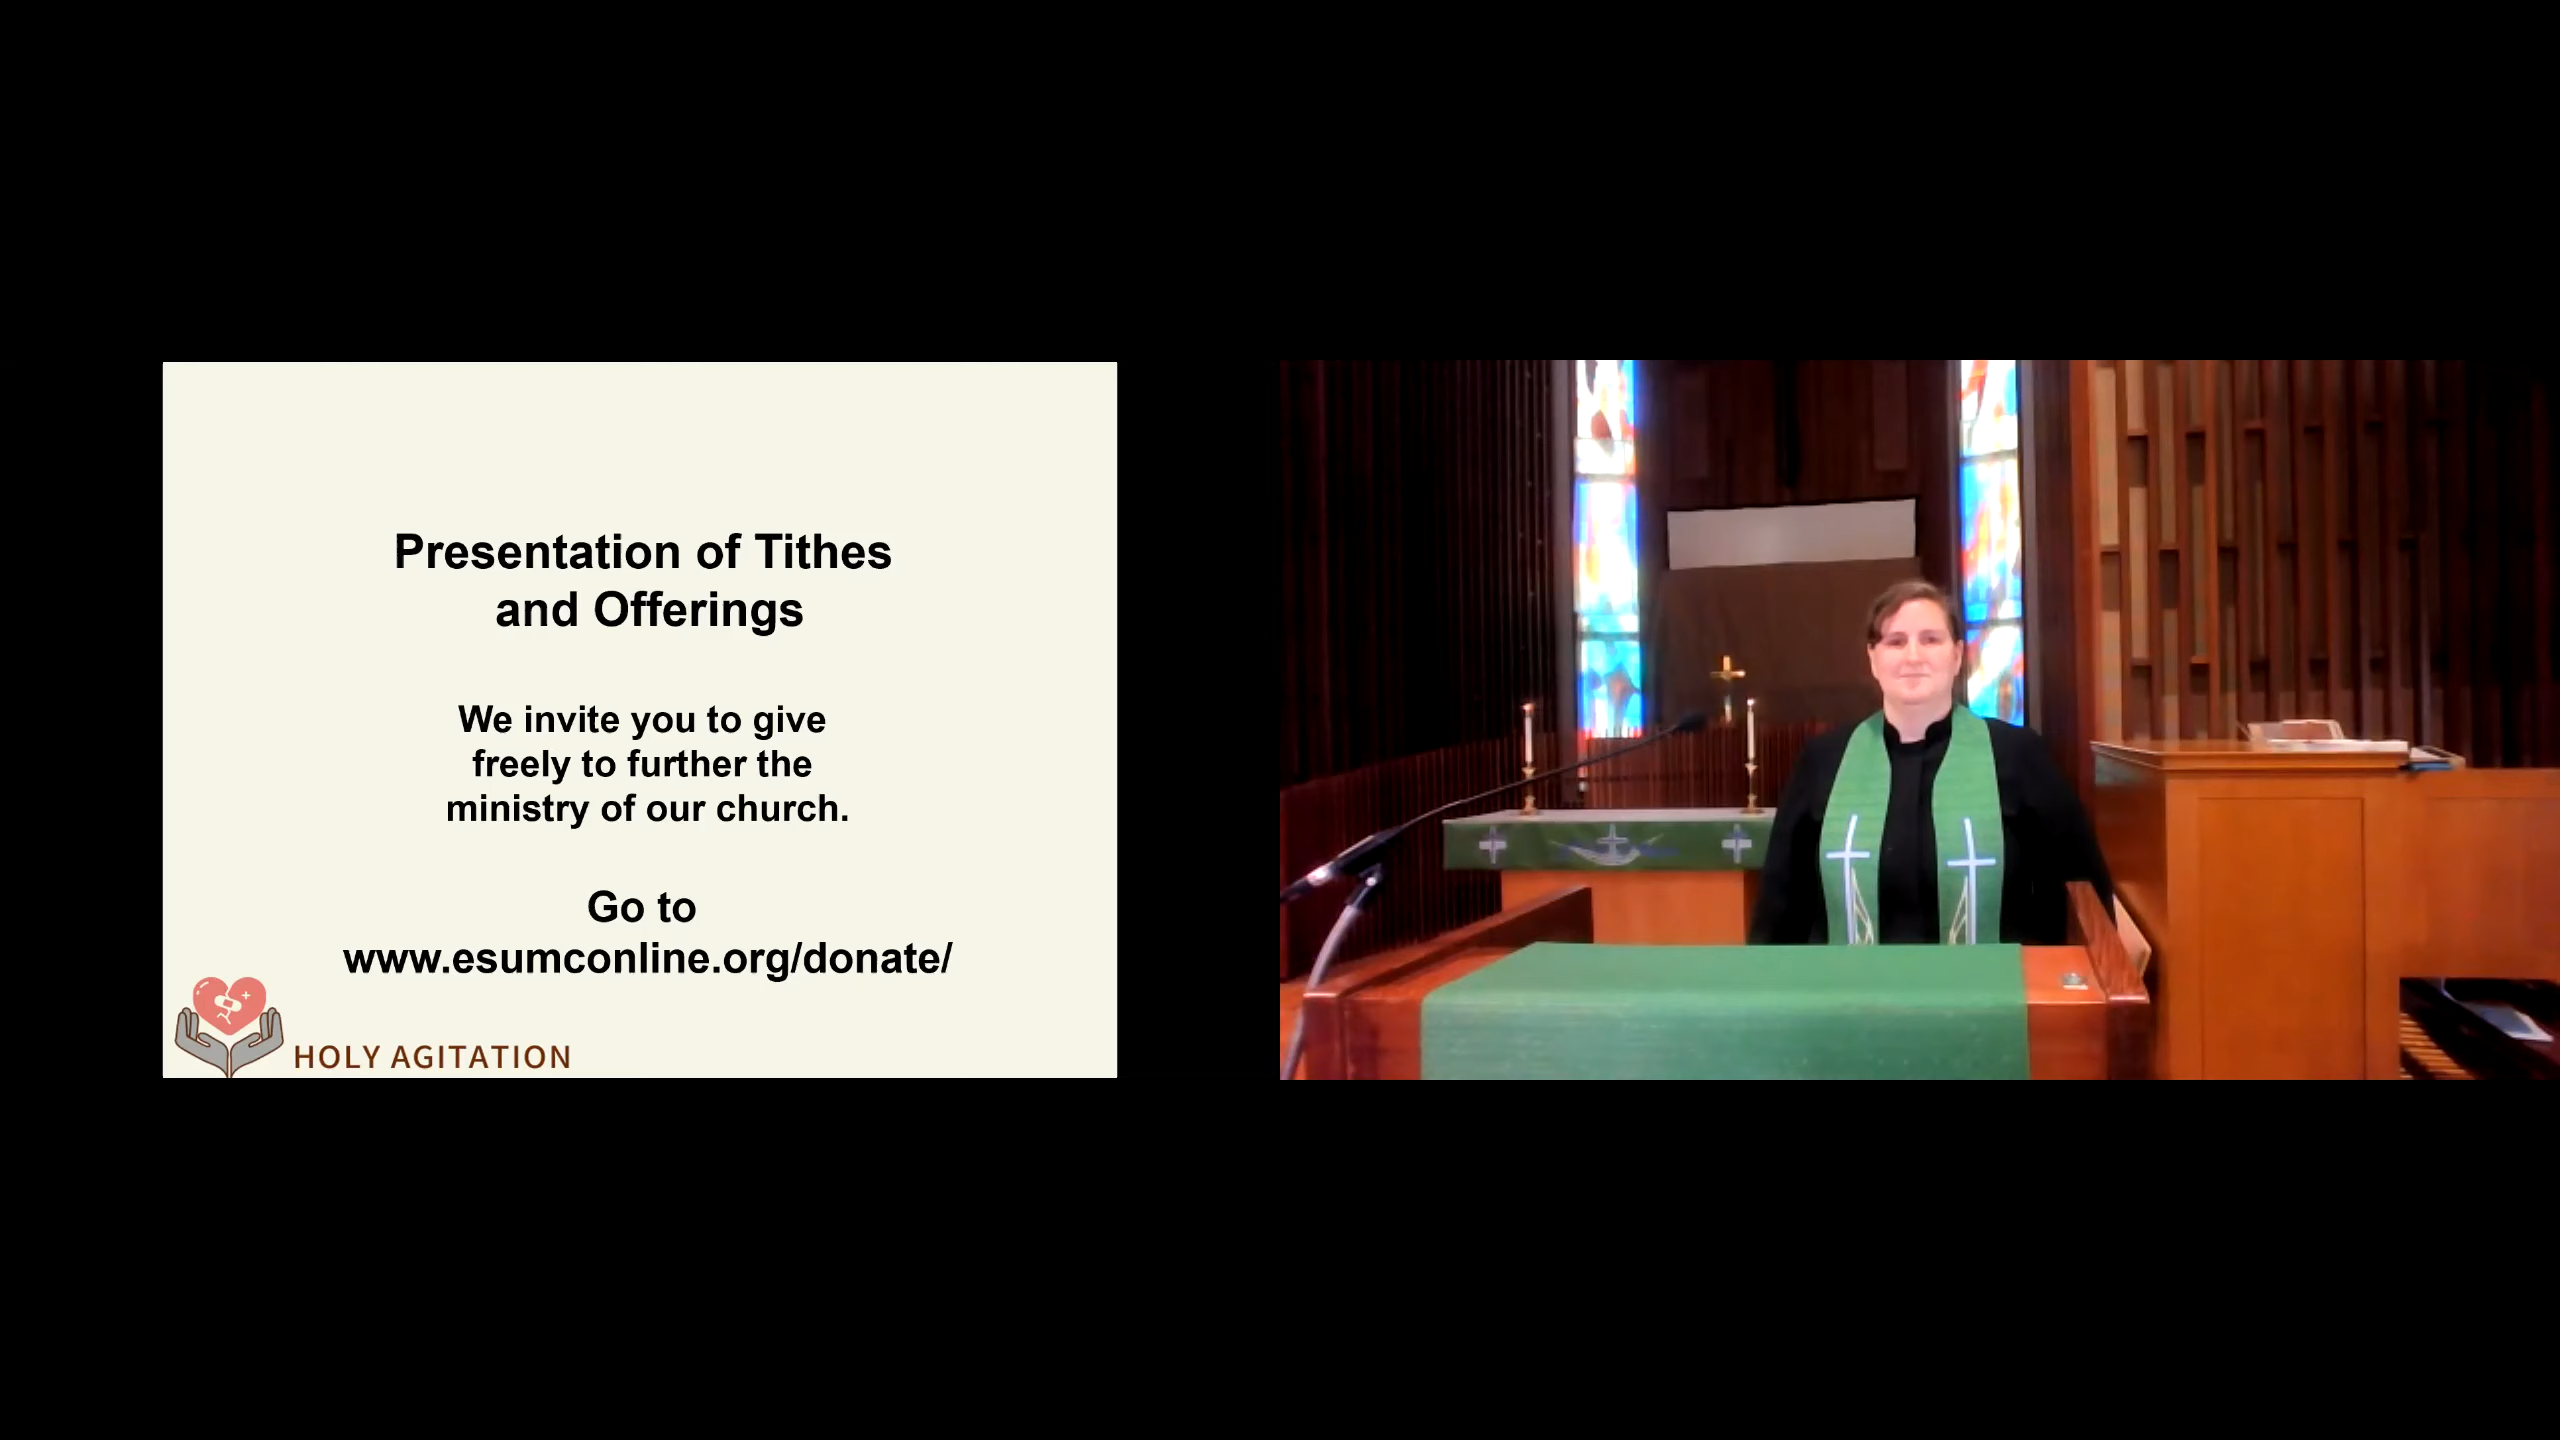 Presentation of Tithes
and Offerings
We invite you to give
freely to further the
ministry of our church.
Go to
www.esumconline.org/donate/
HOLY AGITATION